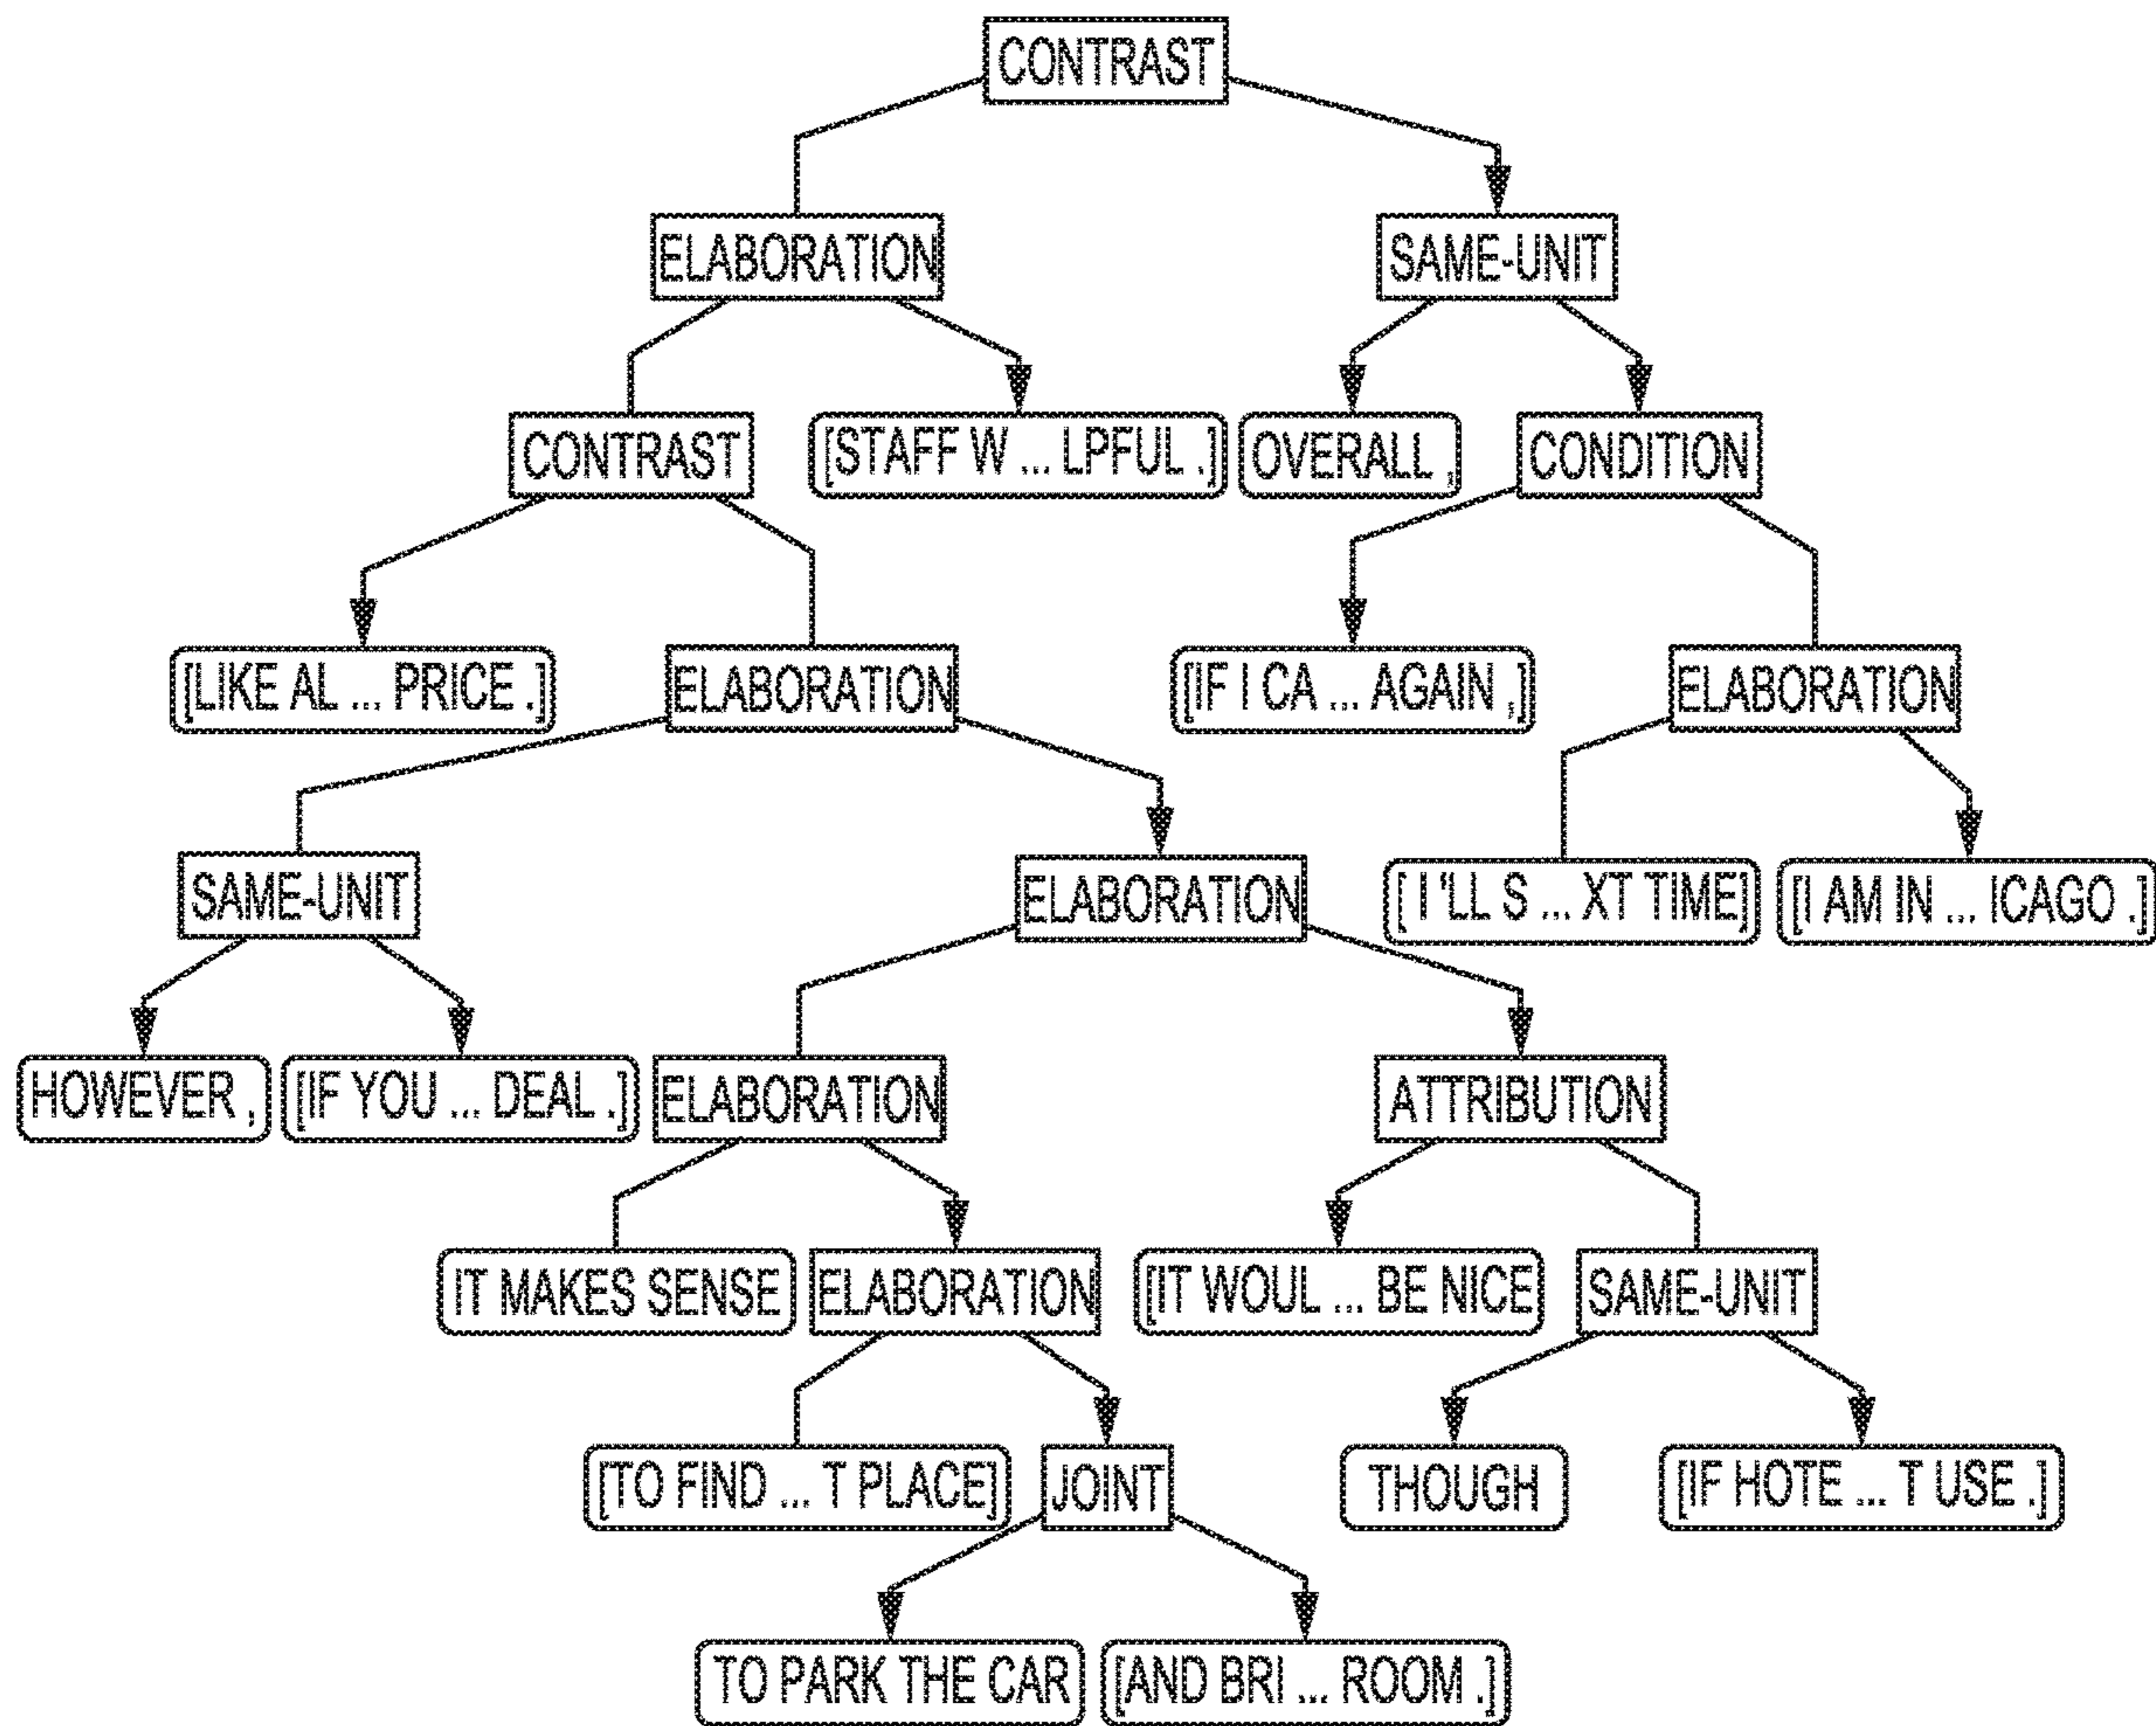 CONTRAST
ELABORATION
SAME-UNIT
CONTRAST
[STAFF W ... LPFUL .]
OVERALL ,
CONDITION
[LIKE AL ... PRICE .]
ELABORATION
[IF I CA ... AGAIN ,]
ELABORATION
SAME-UNIT
ELABORATION
[ I 'LL S ... XT TIME]
[I AM IN ... ICAGO .]
HOWEVER ,
[IF YOU ... DEAL .]
ELABORATION
ATTRIBUTION
IT MAKES SENSE
ELABORATION
[IT WOUL ... BE NICE
SAME-UNIT
[TO FIND ... T PLACE]
JOINT
THOUGH
[IF HOTE ... T USE .]
TO PARK THE CAR
[AND BRI ... ROOM .]